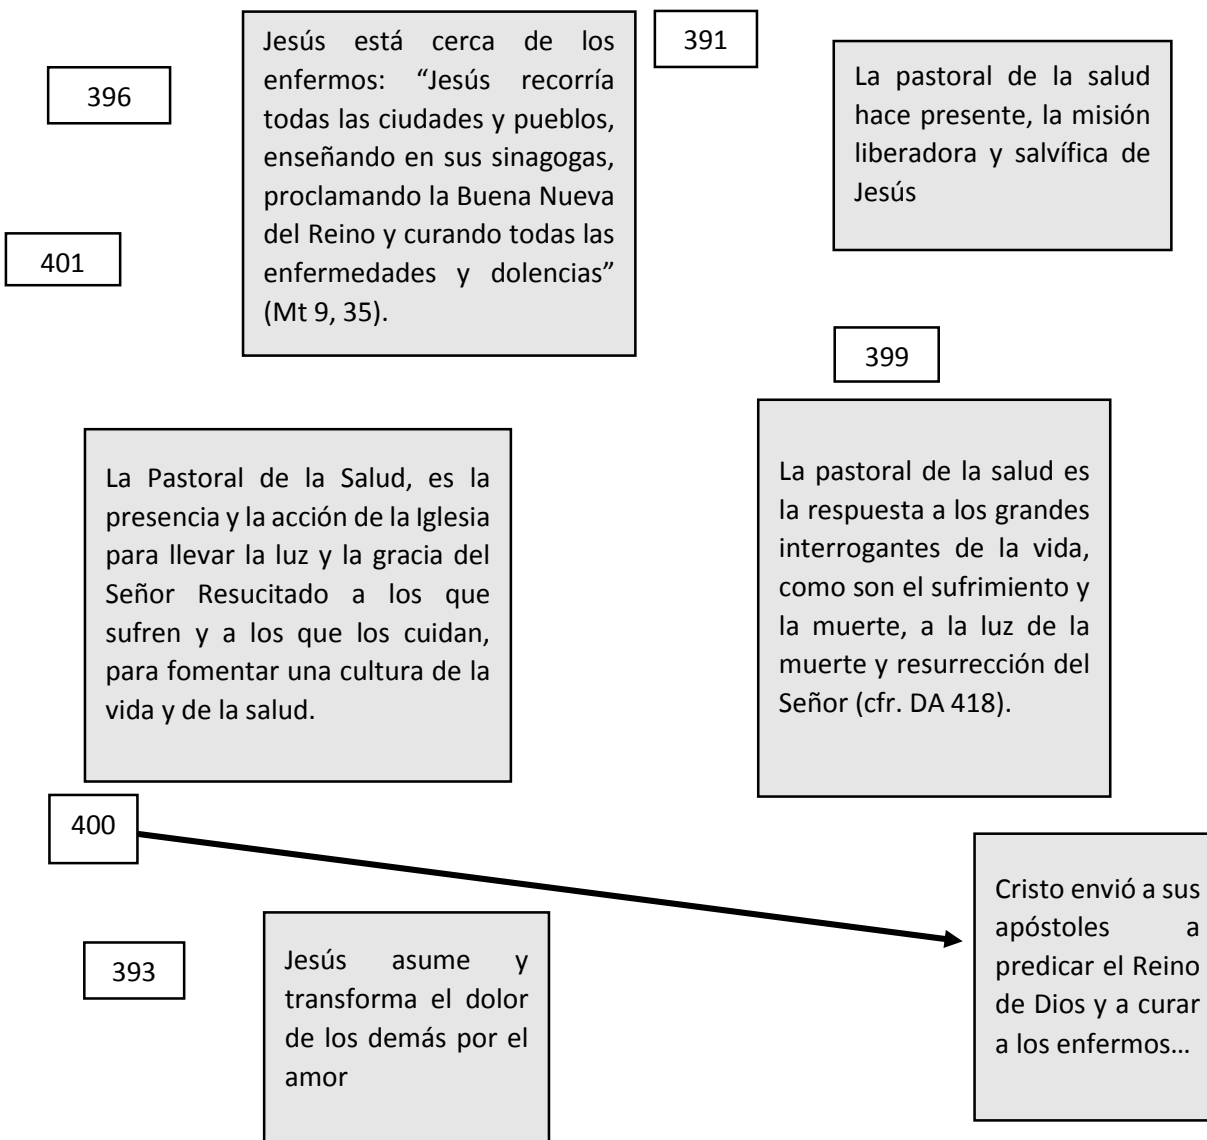 396
Jesús está cerca de los
enfermos: “Jesús recorría
todas las ciudades y pueblos,
enseñando en sus sinagogas,
proclamando la Buena Nueva
del Reino y curando todas las
enfermedades y dolencias”
(Mt 9, 35).
391
La pastoral de la salud
hace presente, la misión
liberadora y salvífica de
Jesús
401
399
La Pastoral de la Salud, es la
presencia y la acción de la Iglesia
para llevar la luz y la gracia del
Señor Resucitado a los que
sufren y a los que los cuidan,
para fomentar una cultura de la
vida y de la salud.
La pastoral de la salud es
la respuesta a los grandes
interrogantes de la vida,
como son el sufrimiento y
la muerte, a la luz de la
muerte y resurrección del
Señor (cfr. DA 418).
400
Cristo envió a sus
apóstoles a
predicar el Reino
de Dios y a curar
a los enfermos…
393
Jesús asume y
transforma el dolor
de los demás por el
amor